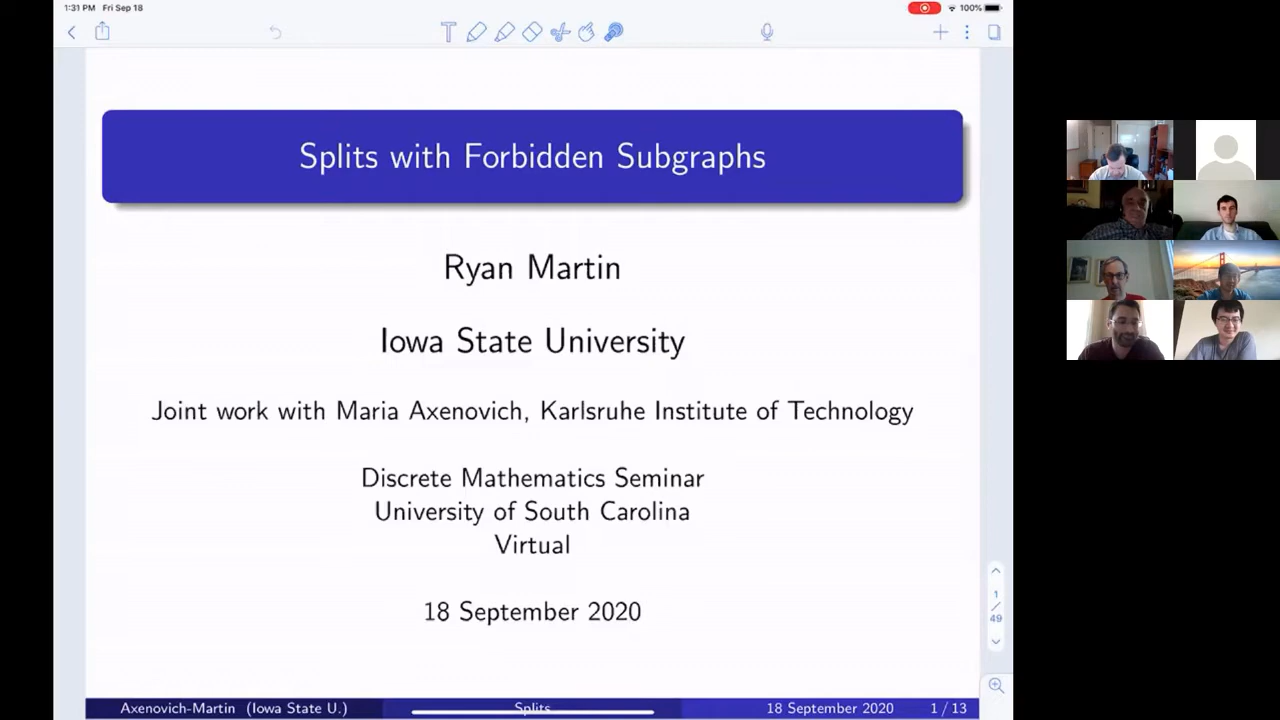 1:31 PM Fri Sep 18
100%
Splits with Forbidden Subgraphs
Ryan Martin
Iowa State University
Joint work with Maria Axenovich, Karlsruhe Institute of Technology
Discrete Mathematics Seminar
University of South Carolina
Virtual
18 September 2020
1
/
49
Axenovich-Martin (Iowa State U.) Splits 18 September 2020 1 / 13